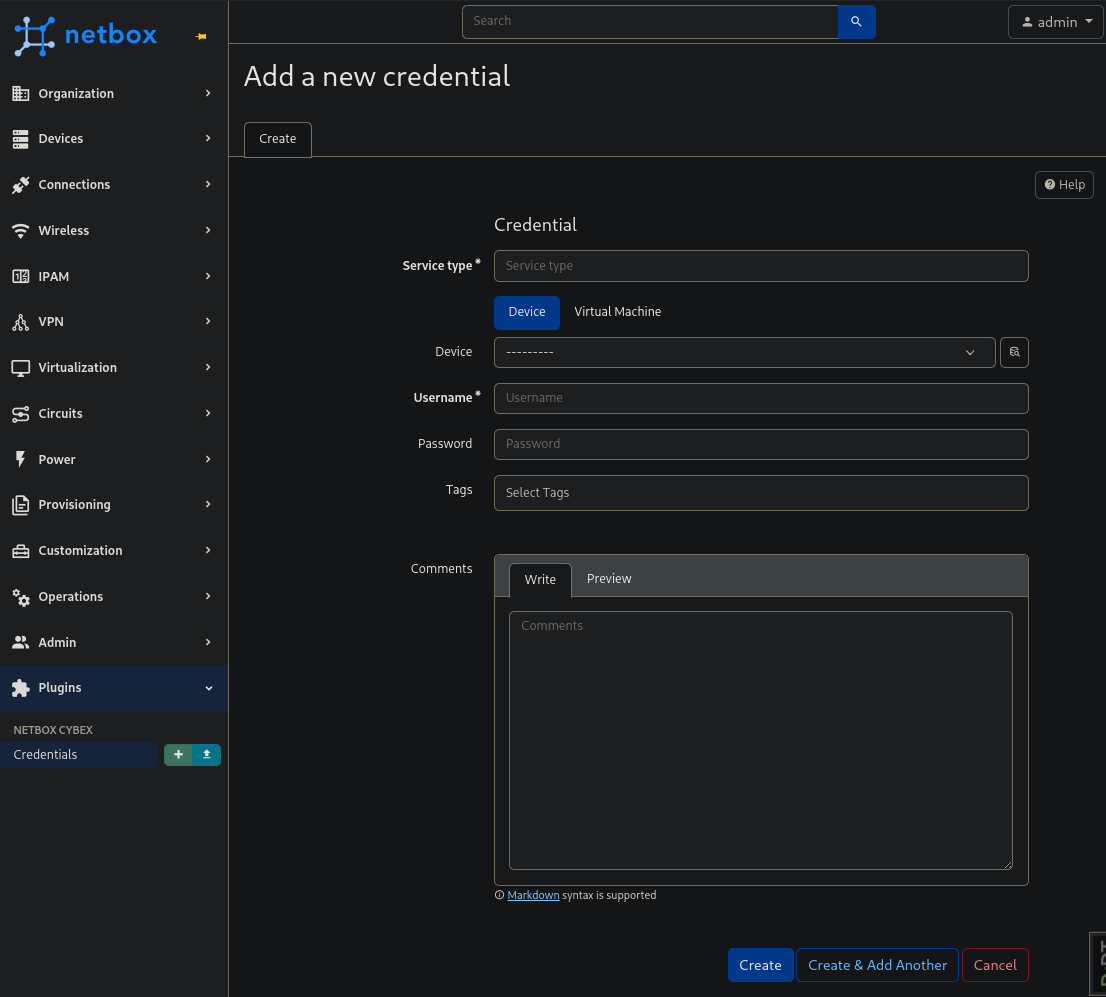 netbox
Search
admin
Add a new credential
Create
Organization
Devices
Connections
Wireless
IPAM
VPN
Virtualization
Circuits
Power
Provisioning
Customization
Operations
Admin
Plugins
NETBOX CYBEX
Credentials
Help
Credential
Service type *
Service type
Device
Virtual Machine
Device
---------
Username *
Username
Password
Password
Tags
Select Tags
Comments
Write
Preview
Comments
Markdown syntax is supported
Create
Create & Add Another
Cancel